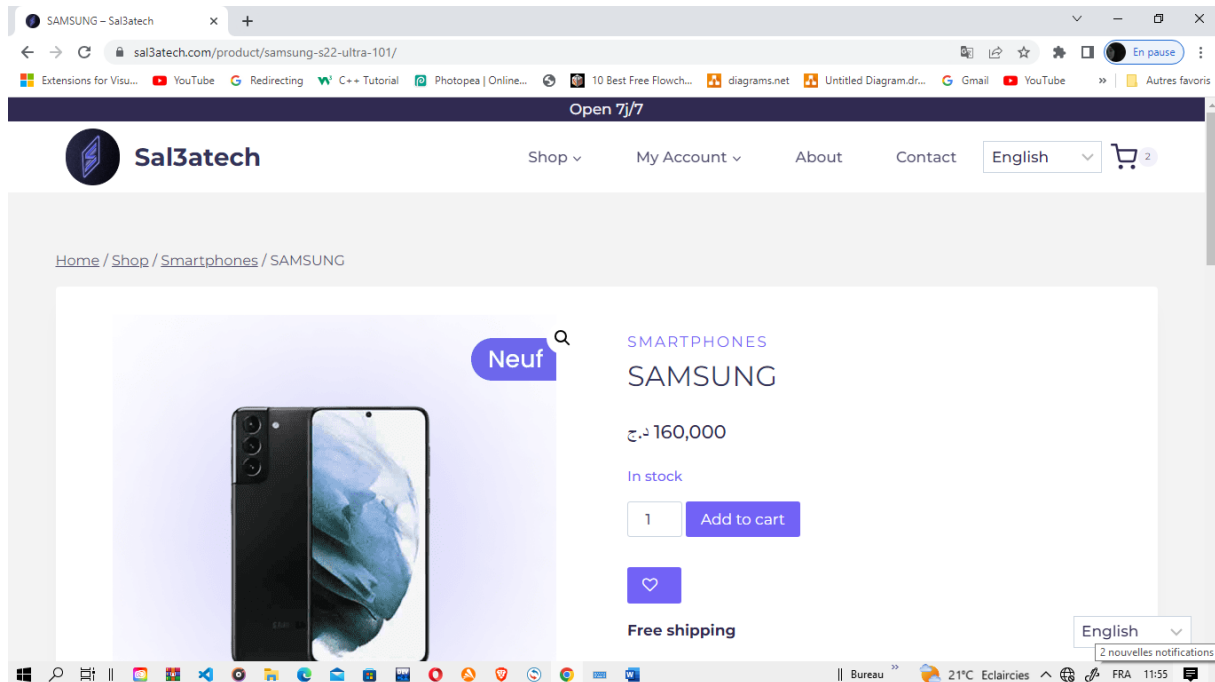 SAMSUNG – Sal3atech
sal3atech.com/product/samsung-s22-ultra-101/
En pause
Extensions for Visu... YouTube Redirecting C++ Tutorial Photopea | Online... 10 Best Free Flowch... diagrams.net Untitled Diagram.dr... Gmail YouTube » Autres favoris
Open 7j/7
Sal3atech
Shop My Account About Contact English 2
Home / Shop / Smartphones / SAMSUNG
Neuf
SMARTPHONES
SAMSUNG
د.ج 160,000
In stock
1 Add to cart
Free shipping
English
2 nouvelles notifications
Bureau » 21°C Eclaircies FRA 11:55